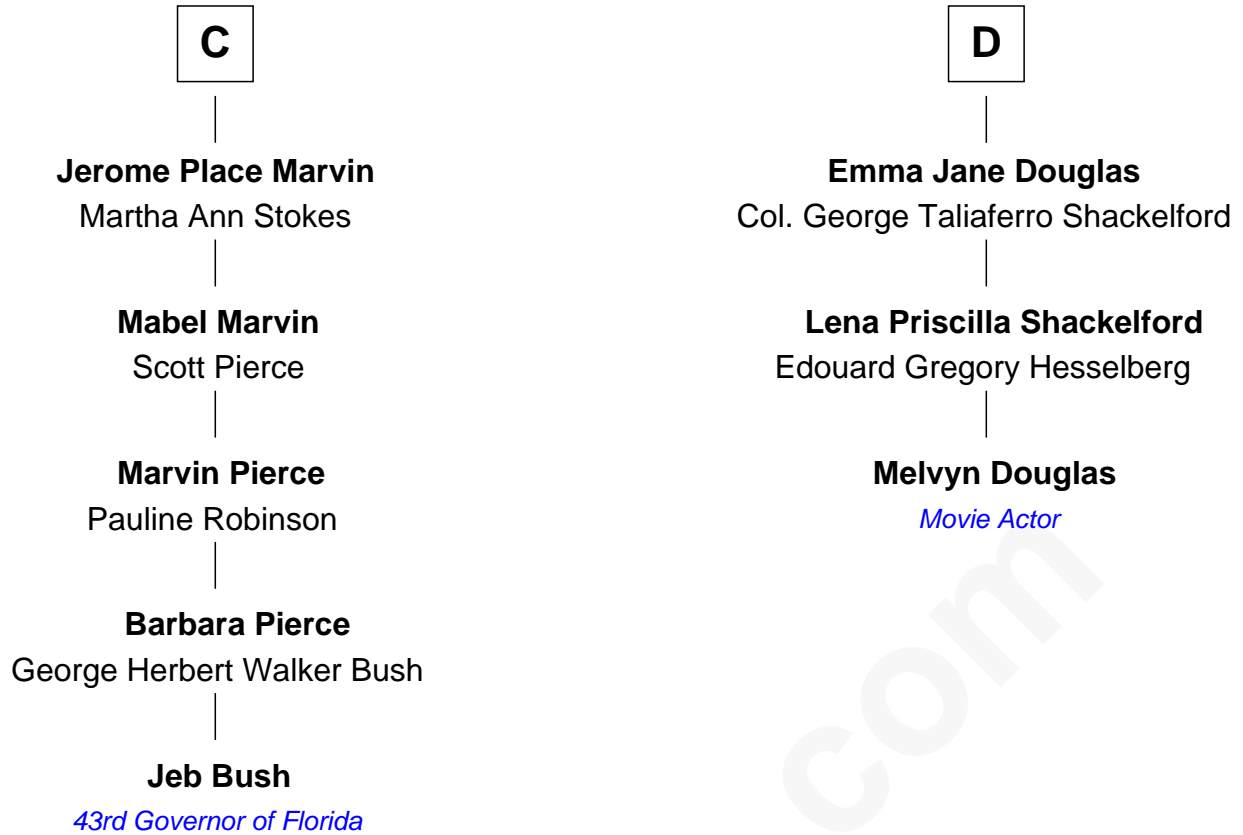 C
Jerome Place Marvin
Martha Ann Stokes
Mabel Marvin
Scott Pierce
Marvin Pierce
Pauline Robinson
Barbara Pierce
George Herbert Walker Bush
Jeb Bush
43rd Governor of Florida
D
Emma Jane Douglas
Col. George Taliaferro Shackelford
Lena Priscilla Shackelford
Edouard Gregory Hesselberg
Melvyn Douglas
Movie Actor
com